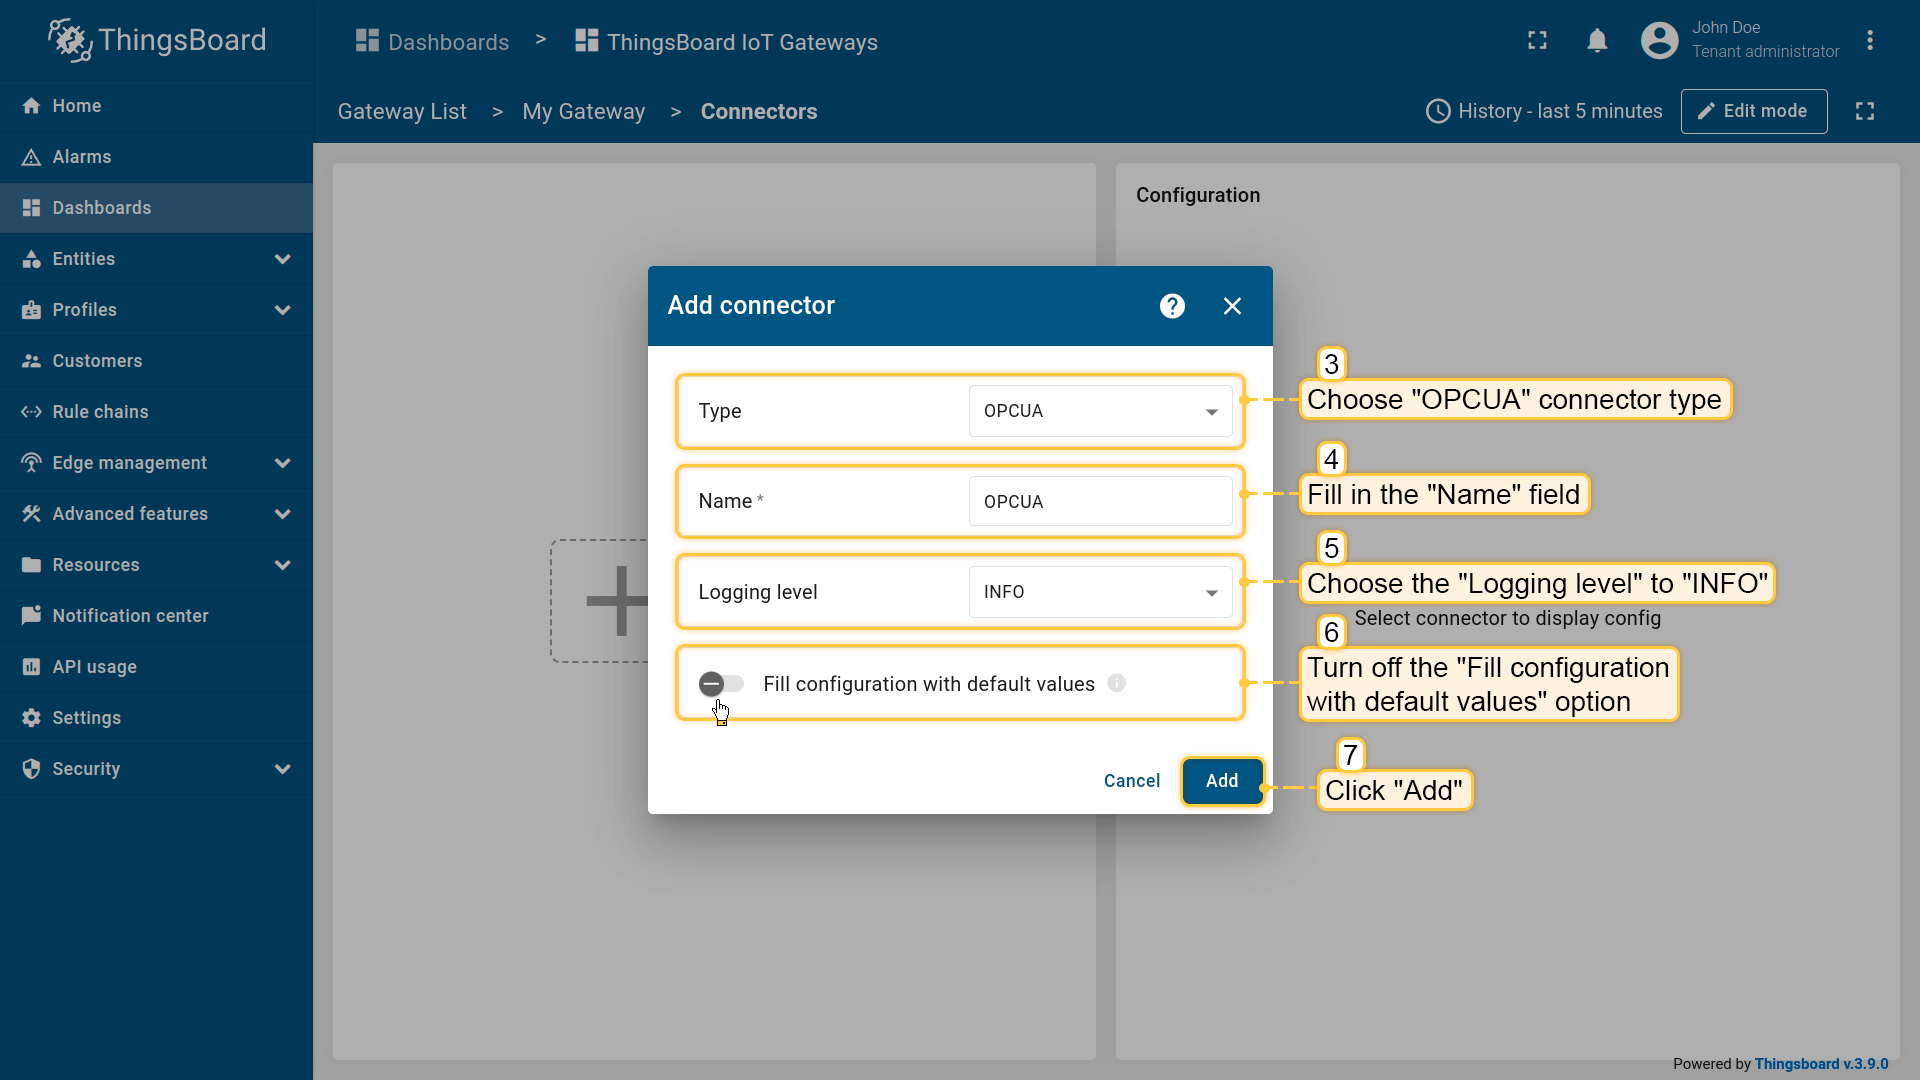 ThingsBoard
Dashboards > ThingsBoard IoT Gateways
John Doe
Tenant administrator
Gateway List > My Gateway > Connectors
History - last 5 minutes
Edit mode
Home
Alarms
Dashboards
Entities
Profiles
Customers
Rule chains
Edge management
Advanced features
Resources
Notification center
API usage
Settings
Security
Configuration
Add connector
Type
OPCUA
Name *
OPCUA
Logging level
INFO
Fill configuration with default values
Cancel
Add
3
Choose "OPCUA" connector type
4
Fill in the "Name" field
5
Choose the "Logging level" to "INFO"
Select connector to display config
6
Turn off the "Fill configuration
with default values" option
7
Click "Add"
Powered by Thingsboard v.3.9.0